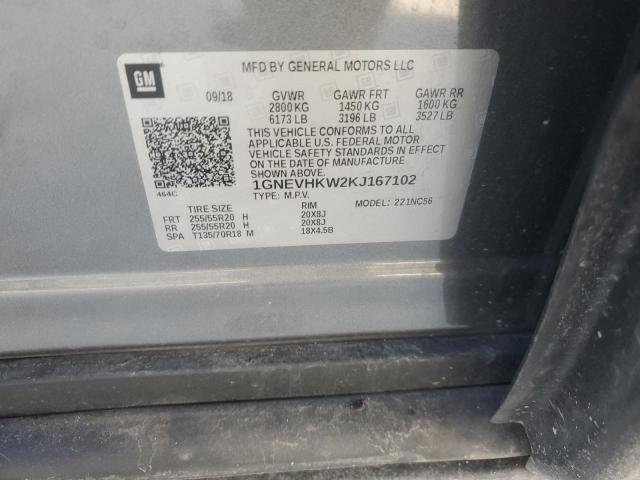 GM
MFD BY GENERAL MOTORS LLC
09/18 GVWR GAWR FRT GAWR RR
2800 KG 1450 KG 1600 KG
6173 LB 3196 LB 3527 LB
THIS VEHICLE CONFORMS TO ALL
APPLICABLE U.S. FEDERAL MOTOR
VEHICLE SAFETY STANDARDS IN EFFECT
ON THE DATE OF MANUFACTURE SHOWN
ABOVE.
1GNEVHKW2KJ167102
464C TYPE: M.P.V.
MODEL: 221NC56
TIRE SIZE RIM
FRT 255/55R20 H 20X8J
RR 255/55R20 H 20X8J
SPA T135/70R18 M 18X4.5B